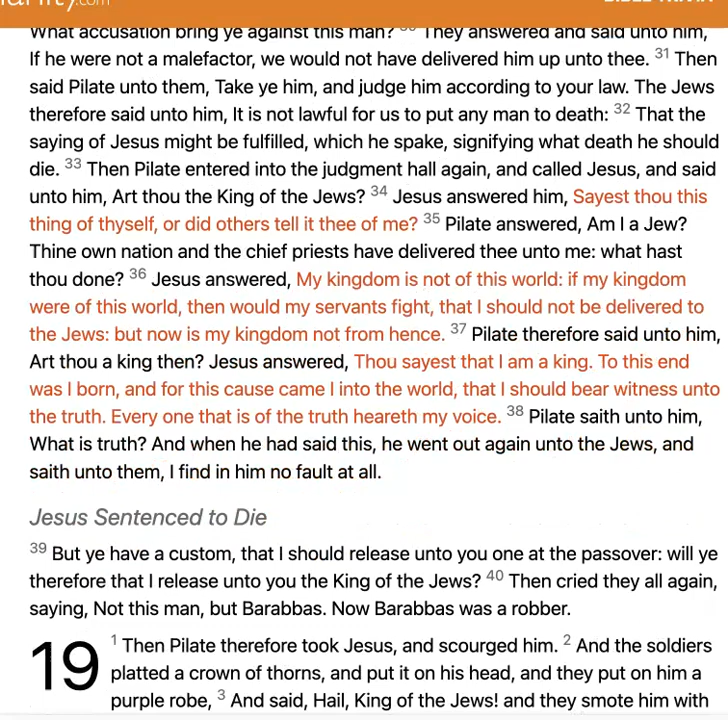 .com
What accusation bring ye against this man? They answered and said unto him,
If he were not a malefactor, we would not have delivered him up unto thee. 31 Then
said Pilate unto them, Take ye him, and judge him according to your law. The Jews
therefore said unto him, It is not lawful for us to put any man to death: 32 That the
saying of Jesus might be fulfilled, which he spake, signifying what death he should
die. 33 Then Pilate entered into the judgment hall again, and called Jesus, and said
unto him, Art thou the King of the Jews? 34 Jesus answered him, Sayest thou this
thing of thyself, or did others tell it thee of me? 35 Pilate answered, Am I a Jew?
Thine own nation and the chief priests have delivered thee unto me: what hast
thou done? 36 Jesus answered, My kingdom is not of this world: if my kingdom
were of this world, then would my servants fight, that I should not be delivered to
the Jews: but now is my kingdom not from hence. 37 Pilate therefore said unto him,
Art thou a king then? Jesus answered, Thou sayest that I am a king. To this end
was I born, and for this cause came I into the world, that I should bear witness unto
the truth. Every one that is of the truth heareth my voice. 38 Pilate saith unto him,
What is truth? And when he had said this, he went out again unto the Jews, and
saith unto them, I find in him no fault at all.
Jesus Sentenced to Die
39 But ye have a custom, that I should release unto you one at the passover: will ye
therefore that I release unto you the King of the Jews? 40 Then cried they all again,
saying, Not this man, but Barabbas. Now Barabbas was a robber.
19 1 Then Pilate therefore took Jesus, and scourged him. 2 And the soldiers
platted a crown of thorns, and put it on his head, and they put on him a
purple robe, 3 And said, Hail, King of the Jews! and they smote him with